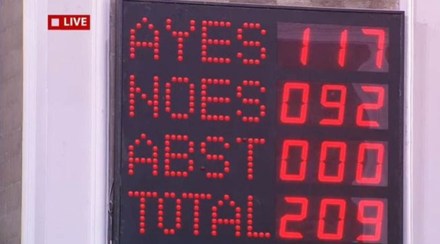 LIVE
AYES 117
NOES 092
ABST 000
TOTAL 209